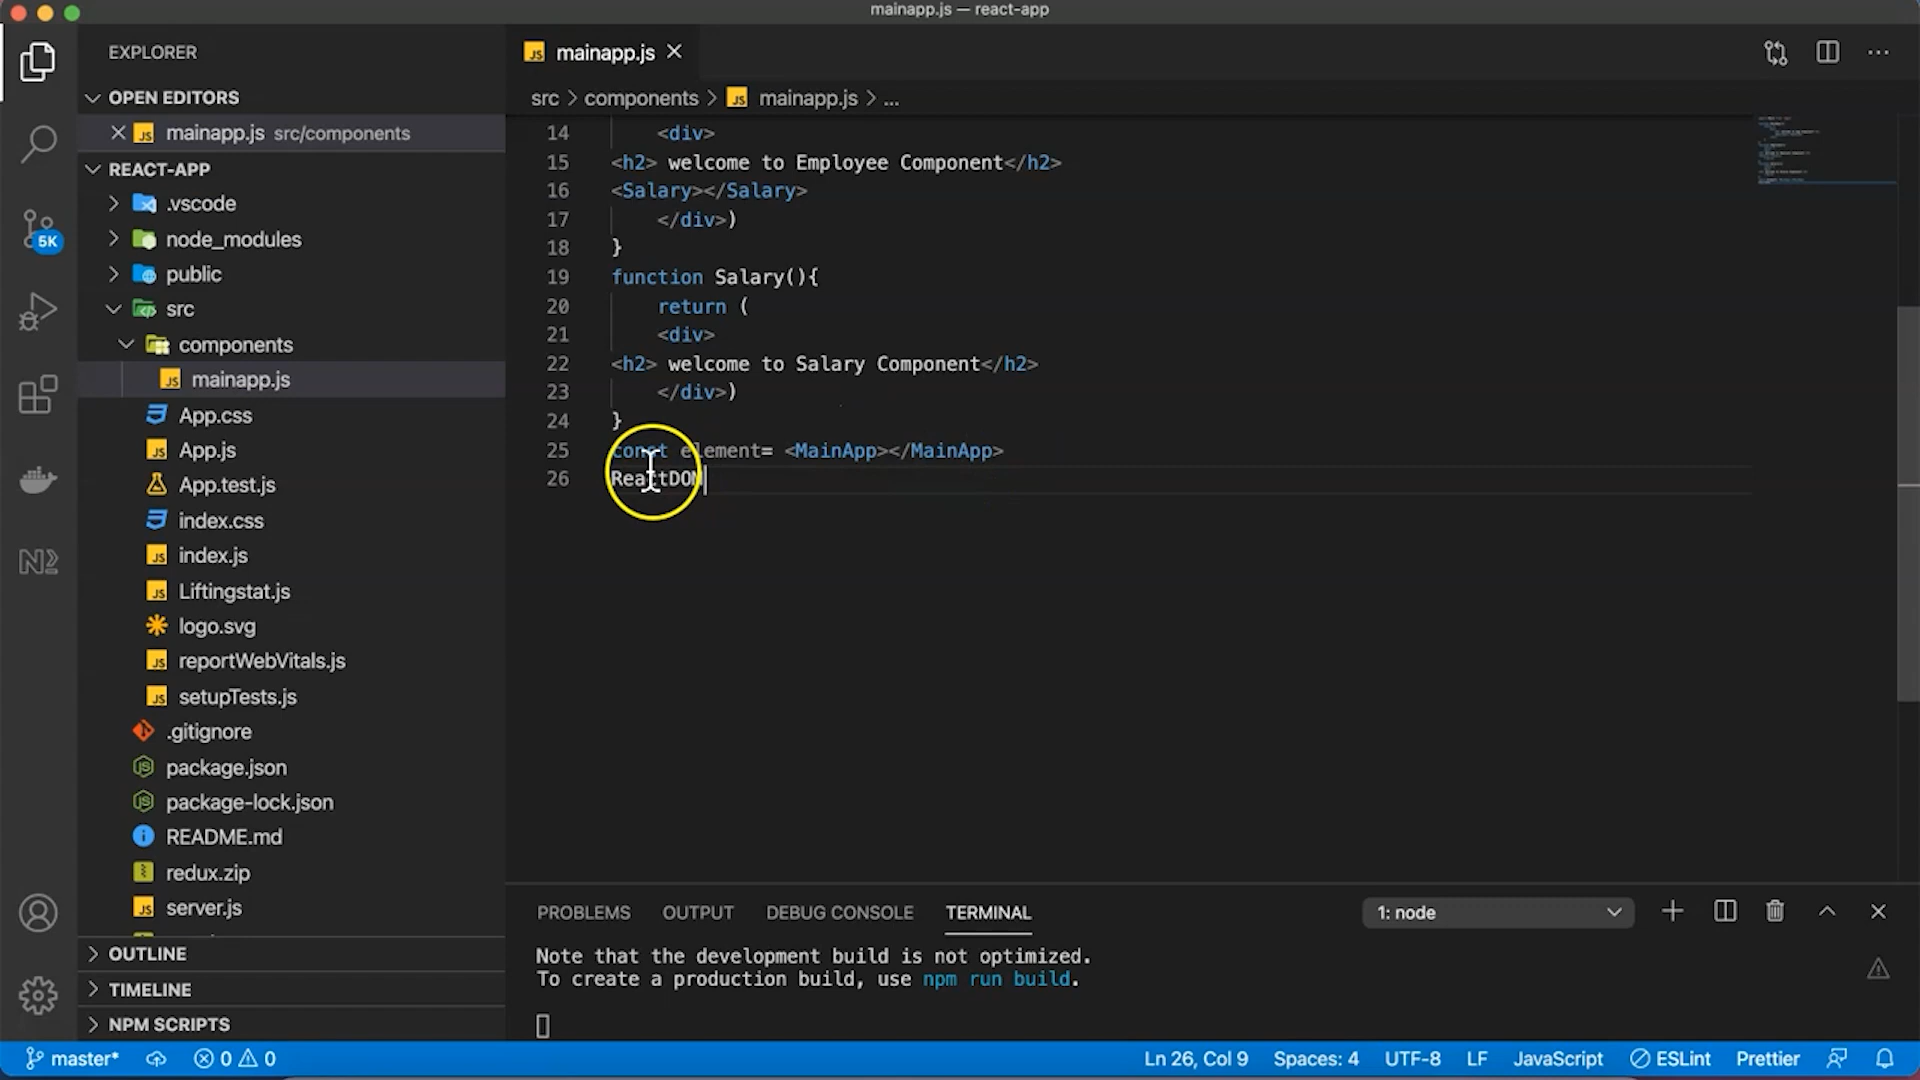 mainapp.js — react-app
EXPLORER
OPEN EDITORS
mainapp.js src/components
REACT-APP
.vscode
node_modules
public
src
components
mainapp.js
App.css
App.js
App.test.js
index.css
index.js
Liftingstat.js
logo.svg
reportWebVitals.js
setupTests.js
.gitignore
package.json
package-lock.json
README.md
redux.zip
server.js
OUTLINE
TIMELINE
NPM SCRIPTS
5K
mainapp.js
src > components > mainapp.js > ...
14 <div>
15 <h2> welcome to Employee Component</h2>
16 <Salary></Salary>
17 </div>)
18 }
19 function Salary(){
20 return (
21 <div>
22 <h2> welcome to Salary Component</h2>
23 </div>)
24 }
25 const element= <MainApp></MainApp>
26 ReactDOM
PROBLEMS OUTPUT DEBUG CONSOLE TERMINAL 1: node
Note that the development build is not optimized.
To create a production build, use npm run build.
master* 0 0 Ln 26, Col 9 Spaces: 4 UTF-8 LF JavaScript ESLint Prettier